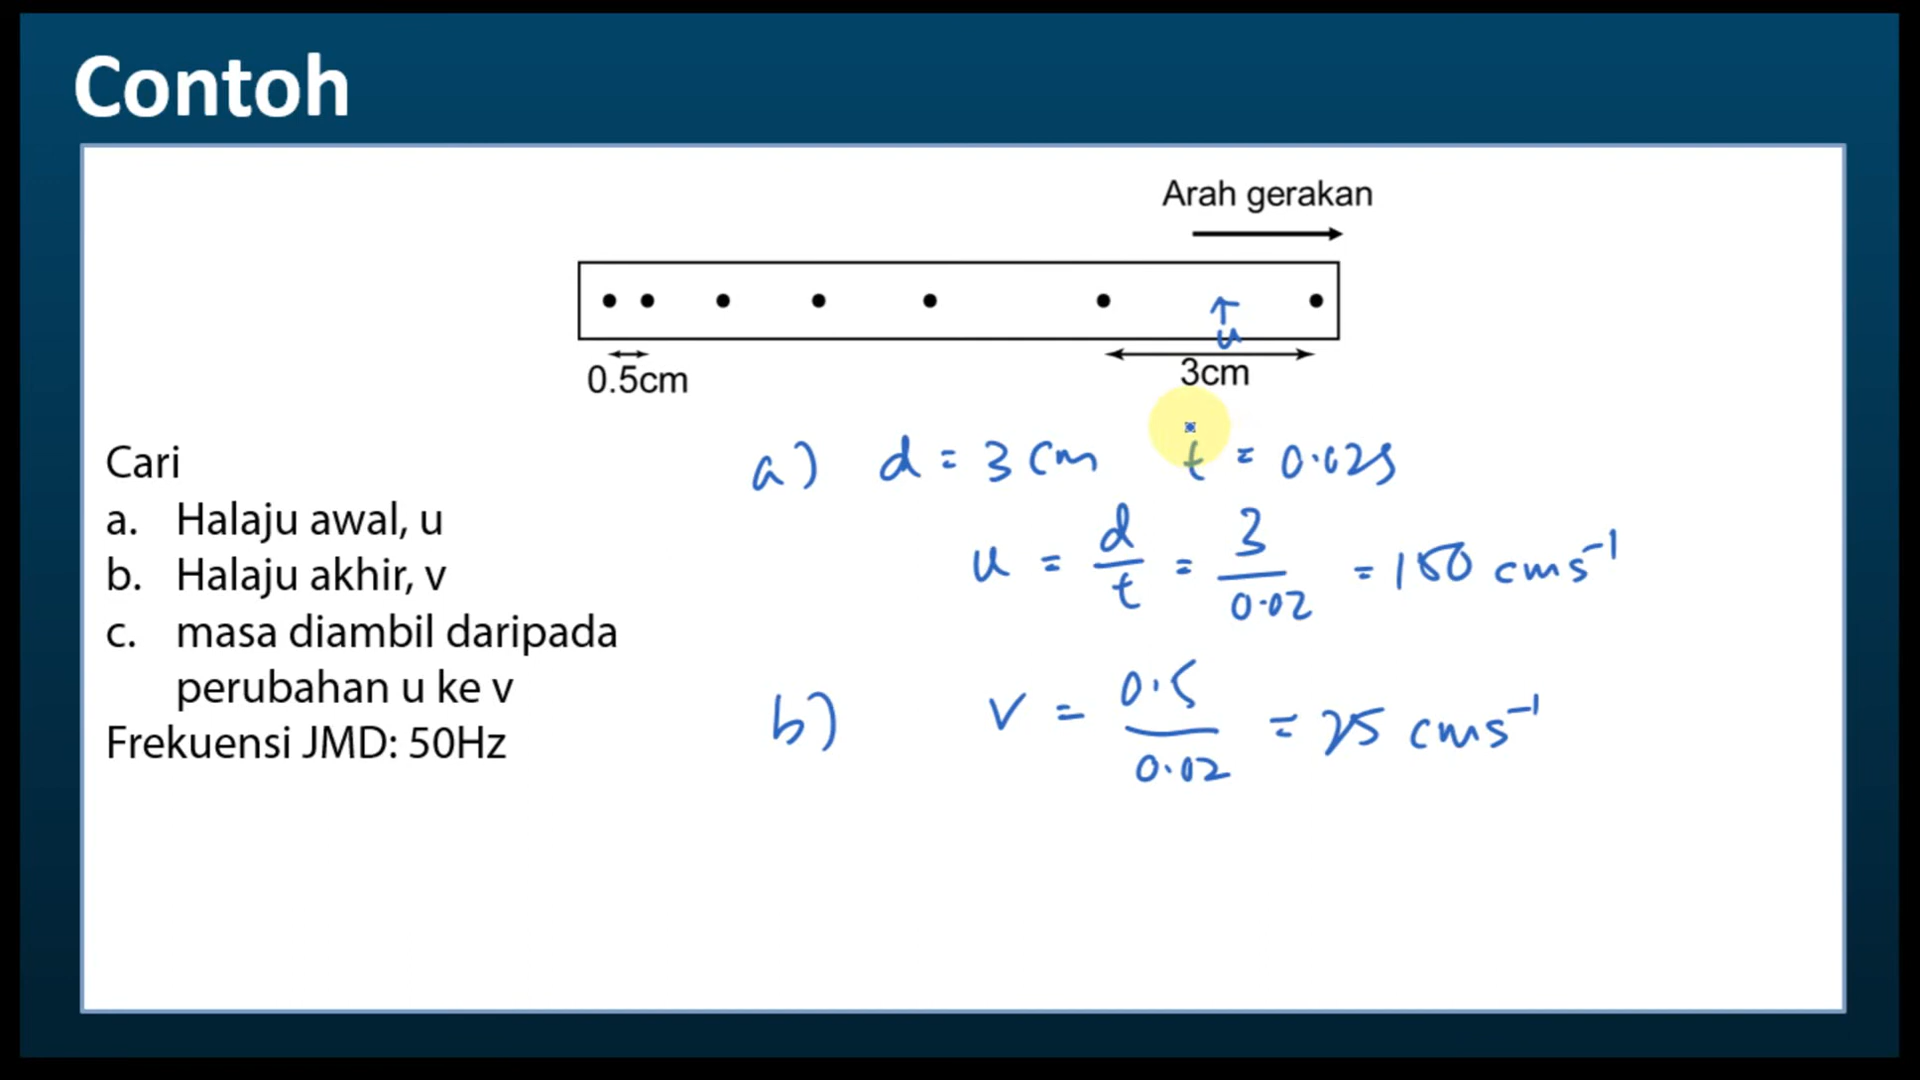 Contoh
Arah gerakan
u
0.5cm
3cm
Cari
a. Halaju awal, u
b. Halaju akhir, v
c. masa diambil daripada
perubahan u ke v
Frekuensi JMD: 50Hz
a) d = 3 cm t = 0.02s
u = d/t = 3/0.02 = 150 cms⁻¹
b) v = 0.5/0.02 = 25 cms⁻¹